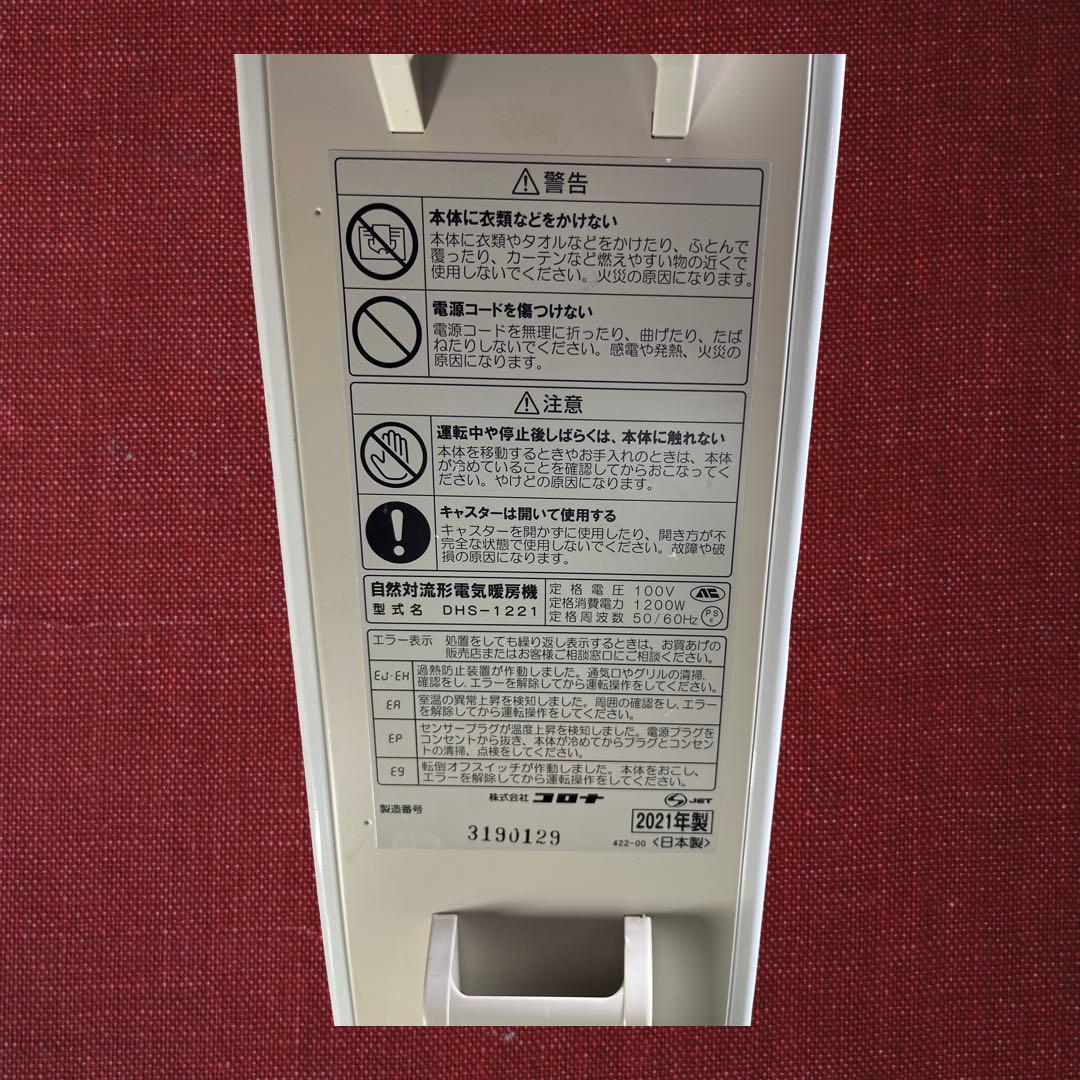 ⚠警告
本体に衣類などをかけない
本体に衣類やタオルなどをかけたり、ふとんで
覆ったり、カーテンなど燃えやすい物の近くで
使用しないでください。火災の原因になります。
電源コードを傷つけない
電源コードを無理に折ったり、曲げたり、たば
ねたりしないでください。感電や発熱、火災の
原因になります。
⚠注意
運転中や停止後しばらくは、本体に触れない
本体を移動するときやお手入れのときは、本体
が冷めていることを確認してからおこなってく
ださい。やけどの原因になります。
キャスターは開いて使用する
キャスターを開かずに使用したり、開き方が不
完全な状態で使用しないでください。故障や破
損の原因になります。
自然対流形電気暖房機
型式名 DHS-1221
定格電圧 100V
定格消費電力 1200W
定格周波数 50/60Hz
PS
E
エラー表示 処置をしても繰り返し表示するときは、お買あげの
販売店またはお客様ご相談窓口にご相談ください。
EJ・EH 過熱防止装置が作動しました。通気口やグリルの清掃、
確認をし、エラーを解除してから運転操作をしてください。
EA 室温の異常上昇を検知しました。周囲の確認をし、エラー
を解除してから運転操作をしてください。
EP センサープラグが温度上昇を検知しました。電源プラグを
コンセントから抜き、本体が冷めてからプラグとコンセン
トの清掃、点検をしてください。
E9 転倒オフスイッチが作動しました。本体をおこし、
エラーを解除してから運転操作をしてください。
株式会社 コロナ
JET
製造番号
3190129
2021年製
422-00 <日本製>